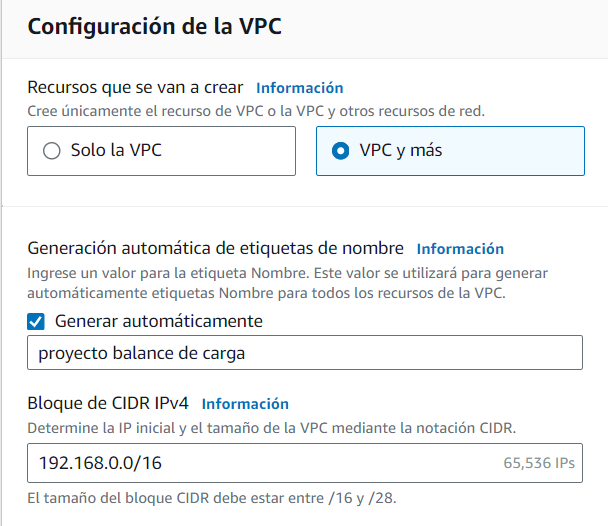 Configuración de la VPC
Recursos que se van a crear Información
Cree únicamente el recurso de VPC o la VPC y otros recursos de red.
Solo la VPC
VPC y más
Generación automática de etiquetas de nombre Información
Ingrese un valor para la etiqueta Nombre. Este valor se utilizará para generar
automáticamente etiquetas Nombre para todos los recursos de la VPC.
Generar automáticamente
proyecto balance de carga
Bloque de CIDR IPv4 Información
Determine la IP inicial y el tamaño de la VPC mediante la notación CIDR.
192.168.0.0/16 65,536 IPs
El tamaño del bloque CIDR debe estar entre /16 y /28.